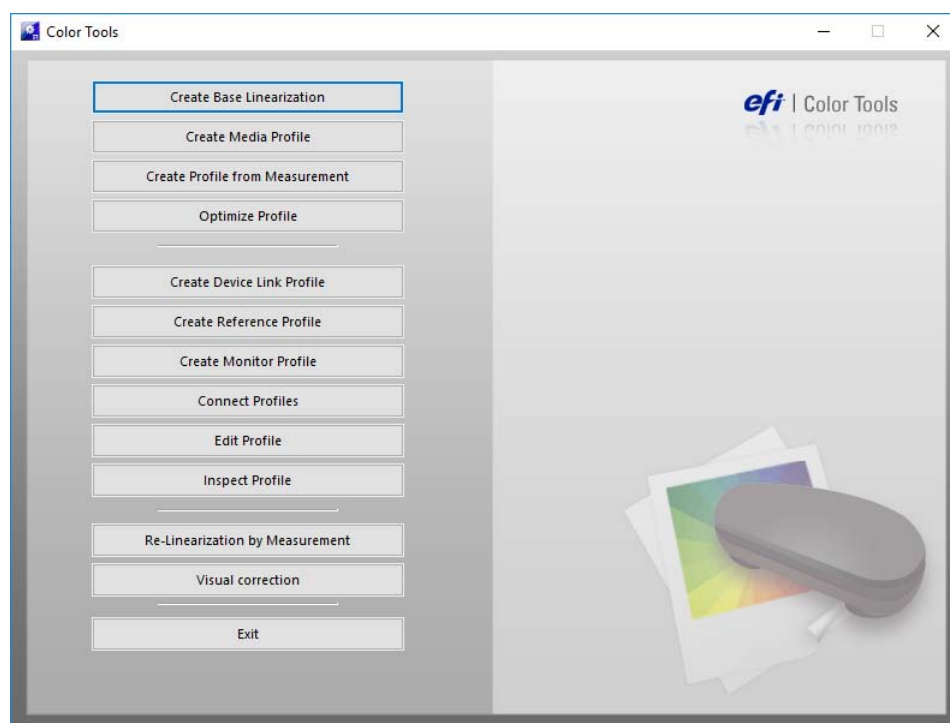 Color Tools
efi | Color Tools
Create Base Linearization
Create Media Profile
Create Profile from Measurement
Optimize Profile
Create Device Link Profile
Create Reference Profile
Create Monitor Profile
Connect Profiles
Edit Profile
Inspect Profile
Re-Linearization by Measurement
Visual correction
Exit